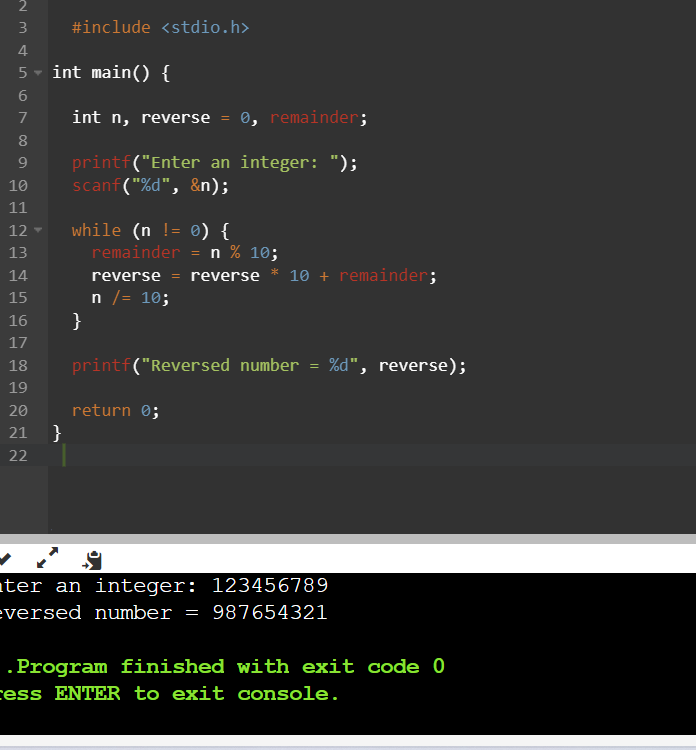 2
3 #include <stdio.h>
4
5 int main() {
6
7 int n, reverse = 0, remainder;
8
9 printf("Enter an integer: ");
10 scanf("%d", &n);
11
12 while (n != 0) {
13 remainder = n % 10;
14 reverse = reverse * 10 + remainder;
15 n /= 10;
16 }
17
18 printf("Reversed number = %d", reverse);
19
20 return 0;
21 }
22
nter an integer: 123456789
eversed number = 987654321
.Program finished with exit code 0
ress ENTER to exit console.